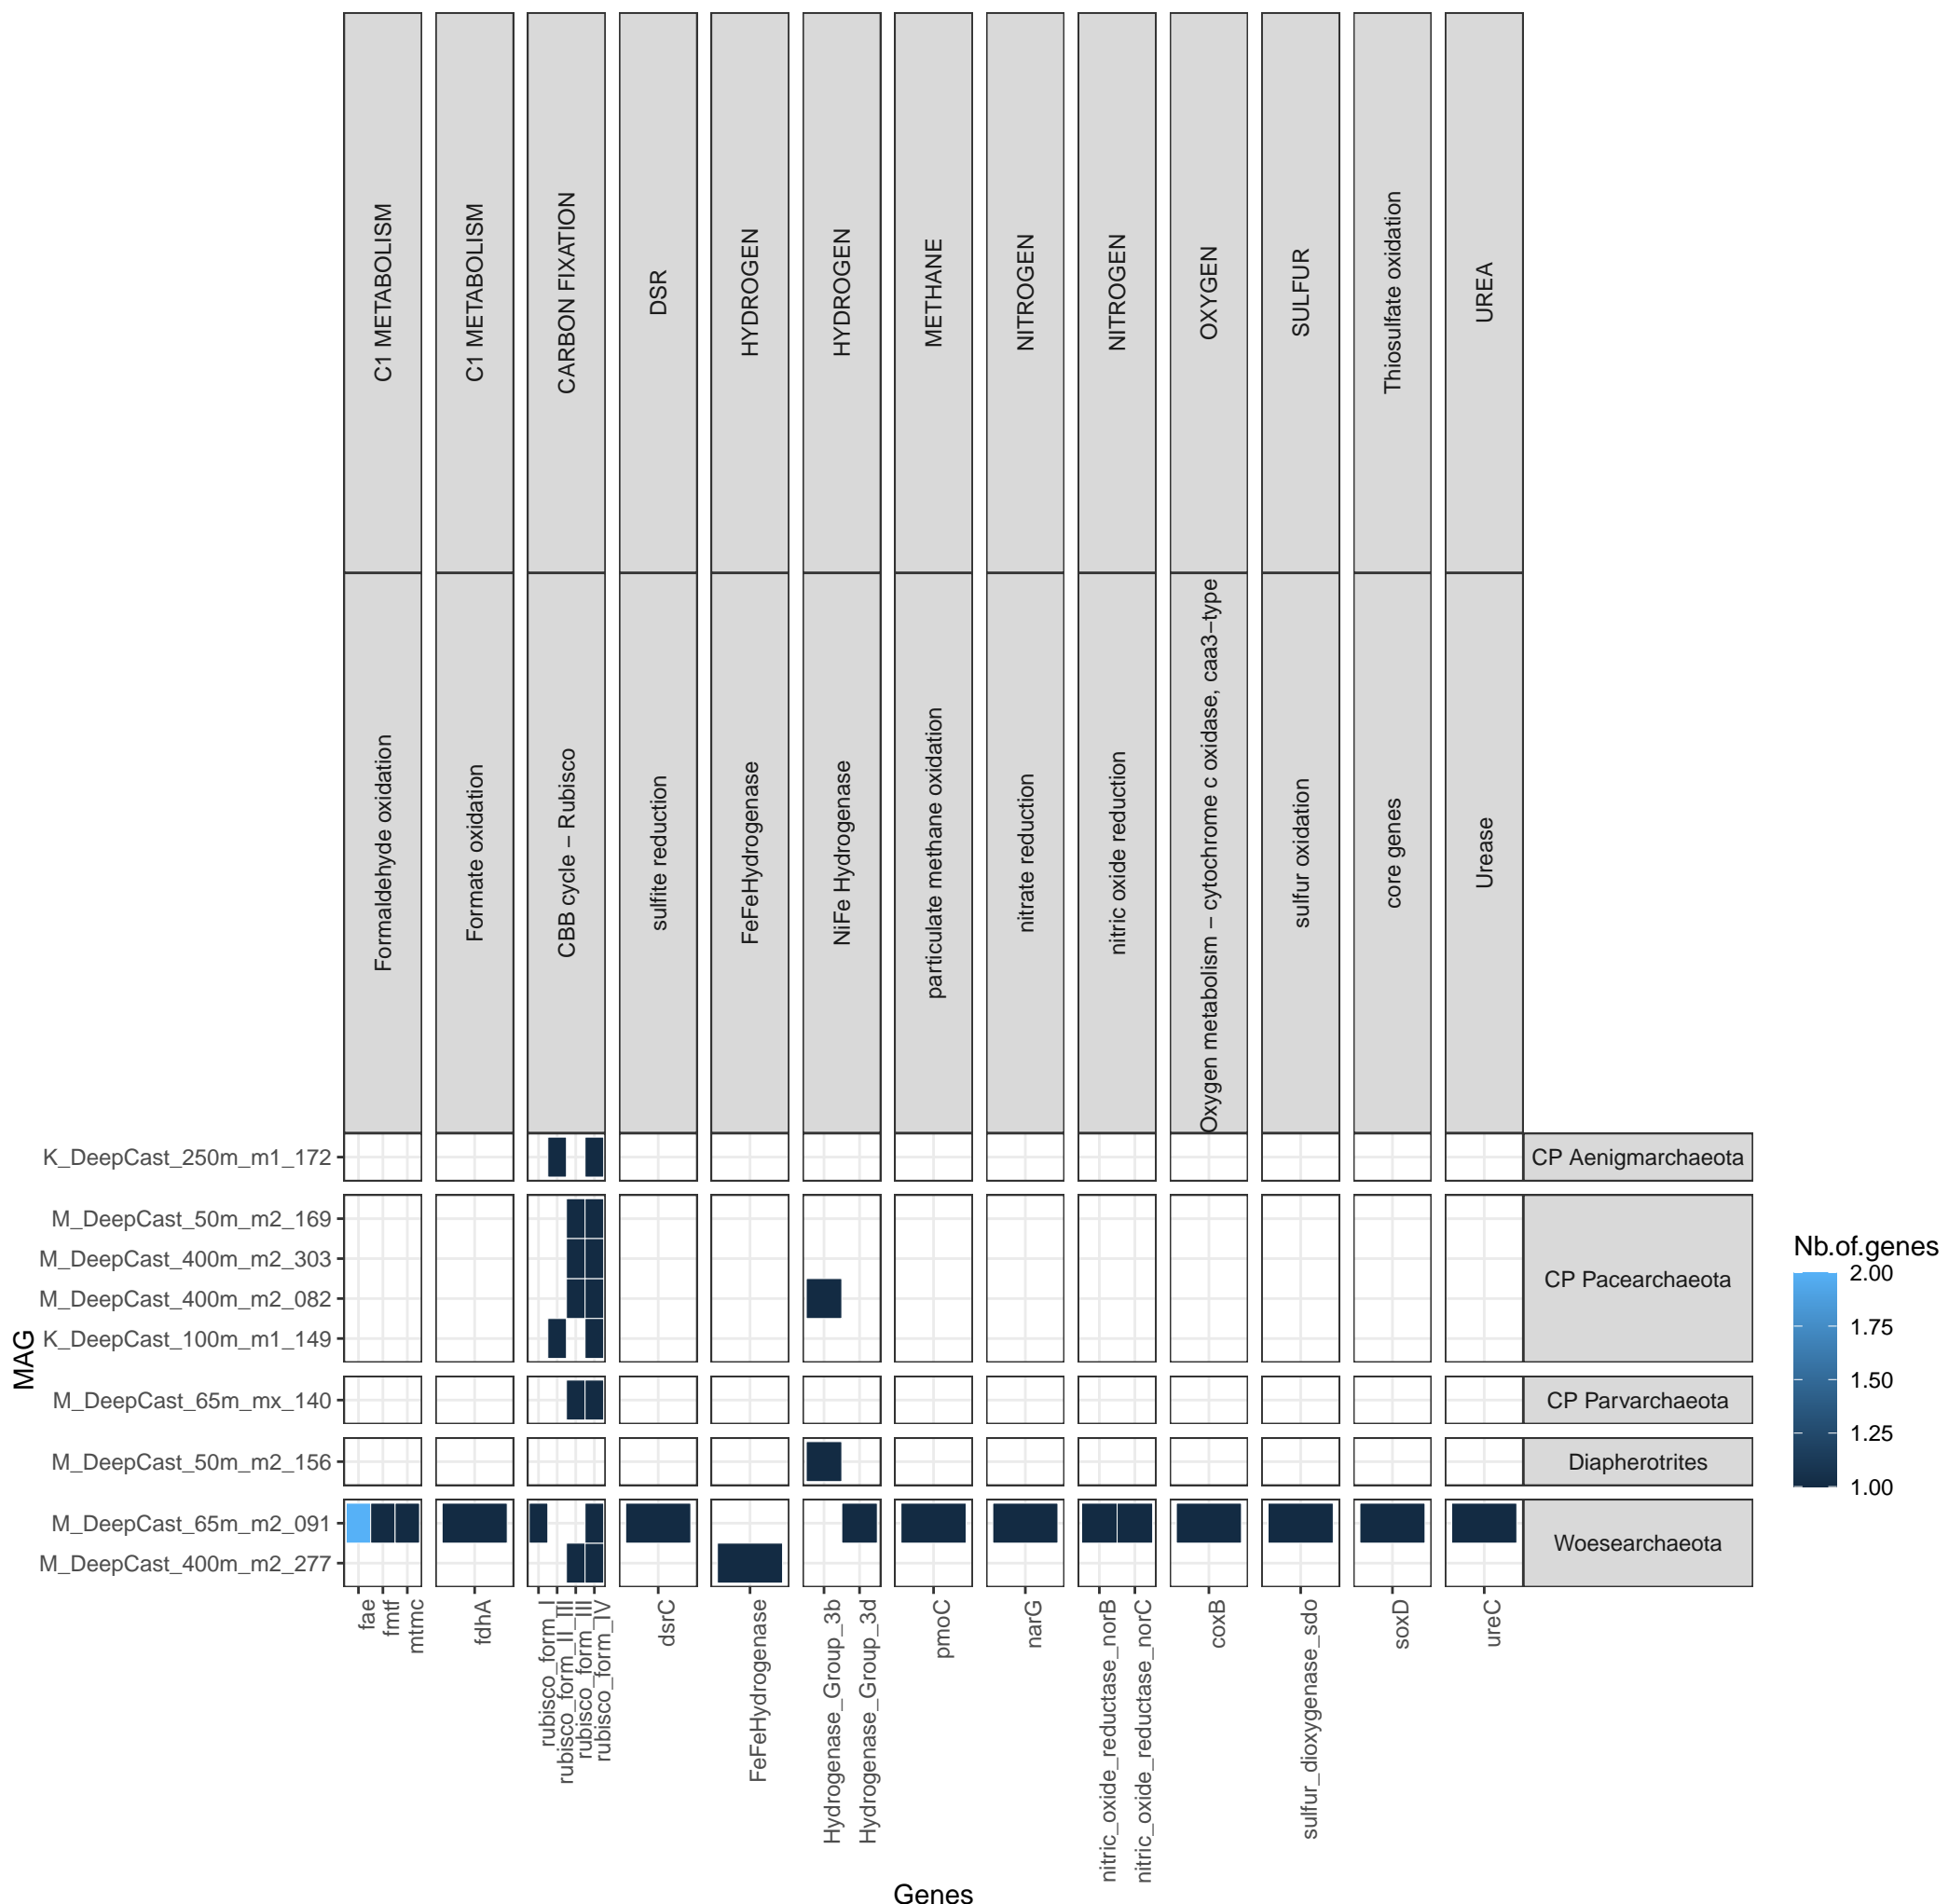 C1 METABOLISM
C1 METABOLISM
CARBON FIXATION
DSR
HYDROGEN
HYDROGEN
METHANE
NITROGEN
NITROGEN
OXYGEN
SULFUR
Thiosulfate oxidation
UREA
Formaldehyde oxidation
Formate oxidation
CBB cycle − Rubisco
sulfite reduction
FeFeHydrogenase
NiFe Hydrogenase
particulate methane oxidation
nitrate reduction
nitric oxide reduction
Oxygen metabolism − cytochrome c oxidase, caa3−type
sulfur oxidation
core genes
Urease
K_DeepCast_250m_m1_172
CP Aenigmarchaeota
M_DeepCast_50m_m2_169
M_DeepCast_400m_m2_303
M_DeepCast_400m_m2_082
K_DeepCast_100m_m1_149
CP Pacearchaeota
M_DeepCast_65m_mx_140
CP Parvarchaeota
M_DeepCast_50m_m2_156
Diapherotrites
M_DeepCast_65m_m2_091
M_DeepCast_400m_m2_277
Woesearchaeota
MAG
fae
fmtf
mtmc
fdhA
rubisco_form_I
rubisco_form_II_III
rubisco_form_III
rubisco_form_IV
dsrC
FeFeHydrogenase
Hydrogenase_Group_3b
Hydrogenase_Group_3d
pmoC
narG
nitric_oxide_reductase_norB
nitric_oxide_reductase_norC
coxB
sulfur_dioxygenase_sdo
soxD
ureC
Genes
Nb.of.genes
2.00
1.75
1.50
1.25
1.00